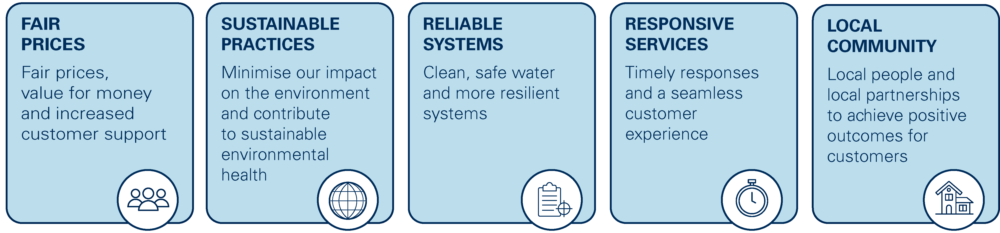 FAIR
PRICES
Fair prices,
value for money
and increased
customer support
SUSTAINABLE
PRACTICES
Minimise our impact
on the environment
and contribute
to sustainable
environmental
health
RELIABLE
SYSTEMS
Clean, safe water
and more resilient
systems
RESPONSIVE
SERVICES
Timely responses
and a seamless
customer
experience
LOCAL
COMMUNITY
Local people and
local partnerships
to achieve positive
outcomes for
customers